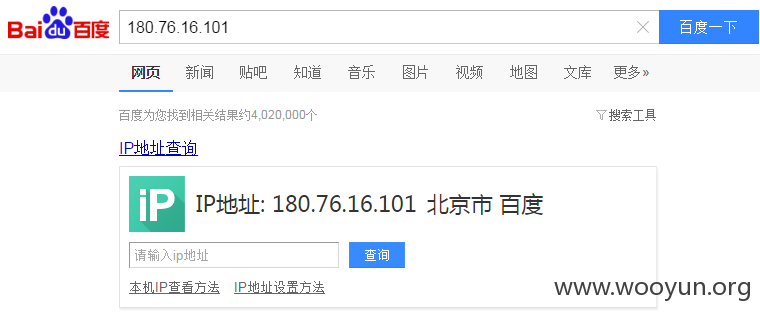 Bai du 百度 180.76.16.101 百度一下
网页 新闻 贴吧 知道 音乐 图片 视频 地图 文库 更多»
百度为您找到相关结果约4,020,000个 搜索工具
IP地址查询
iP IP地址: 180.76.16.101 北京市 百度
请输入ip地址 查询
本机IP查看方法 IP地址设置方法
www.wooyun.org